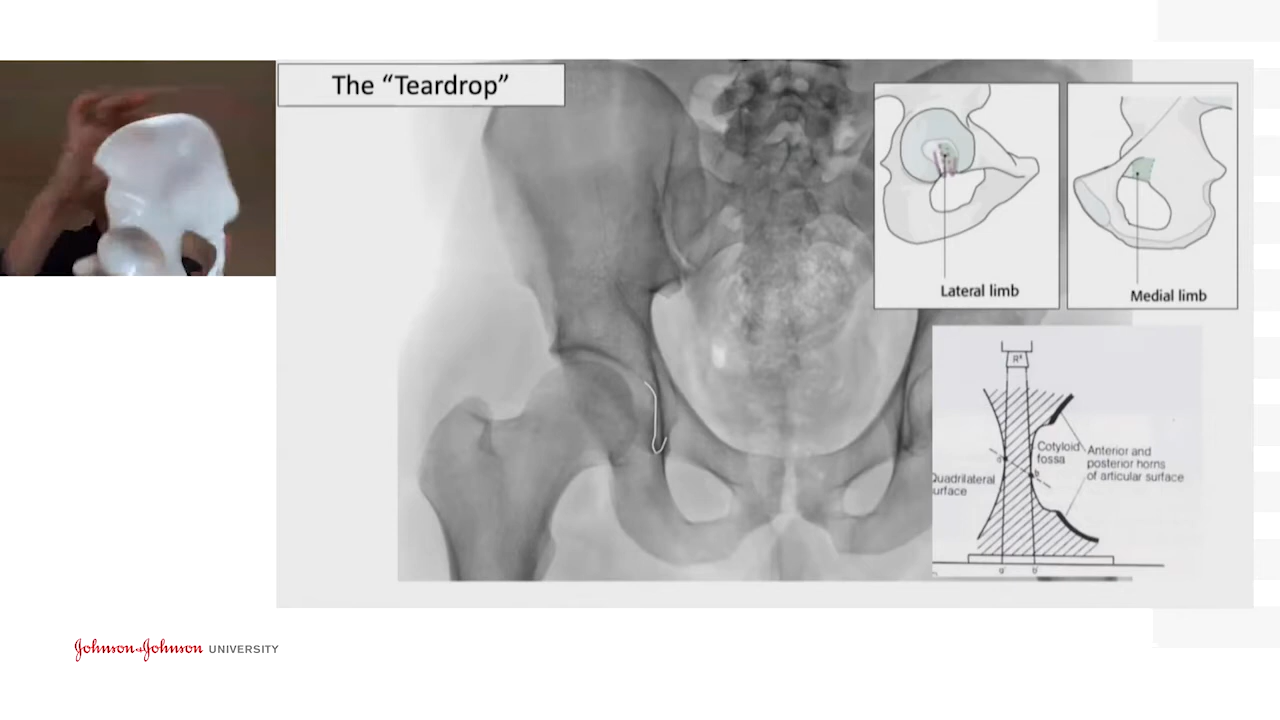 The “Teardrop”
Lateral limb
Medial limb
Cotyloid
fossa
Anterior and
posterior horns
of articular surface
Quadrilateral
urface
Johnson&Johnson UNIVERSITY